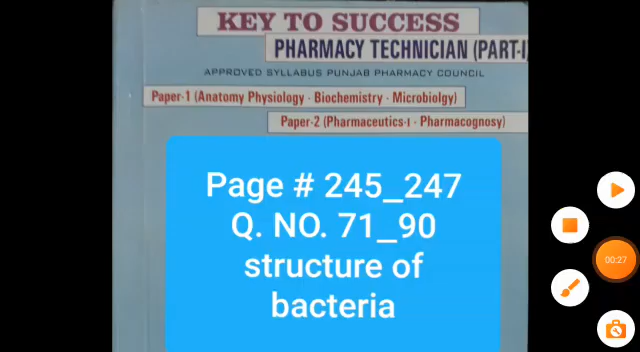 KEY TO SUCCESS
PHARMACY TECHNICIAN (PART-I)
APPROVED SYLLABUS PUNJAB PHARMACY COUNCIL
Paper-1 (Anatomy Physiology - Biochemistry - Microbiolgy)
Paper-2 (Pharmaceutics-I - Pharmacognosy)
Page # 245_247
Q. NO. 71_90
structure of
bacteria
00:27